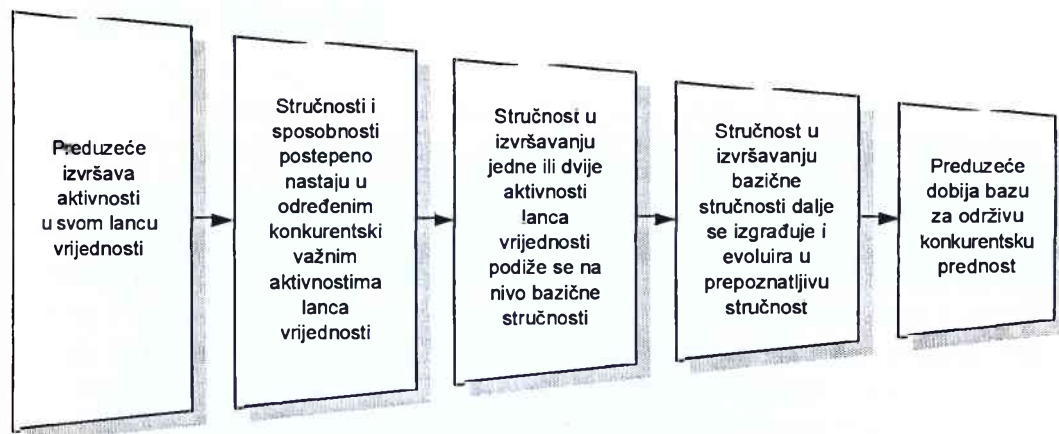 Preduzeće
izvršava
aktivnosti
u svom lancu
vrijednosti
Stručnosti i
sposobnosti
postepeno
nastaju u
određenim
konkurentski
važnim
aktivnostima
lanca
vrijednosti
Stručnost u
izvršavanju
jedne ili dvije
aktivnosti
lanca
vrijednosti
podiže se na
nivo bazične
stručnosti
Stručnost u
izvršavanju
bazične
stručnosti dalje
se izgrađuje i
evoluira u
prepoznatljivu
stručnost
Preduzeće
dobija bazu
za održivu
konkurentsku
prednost